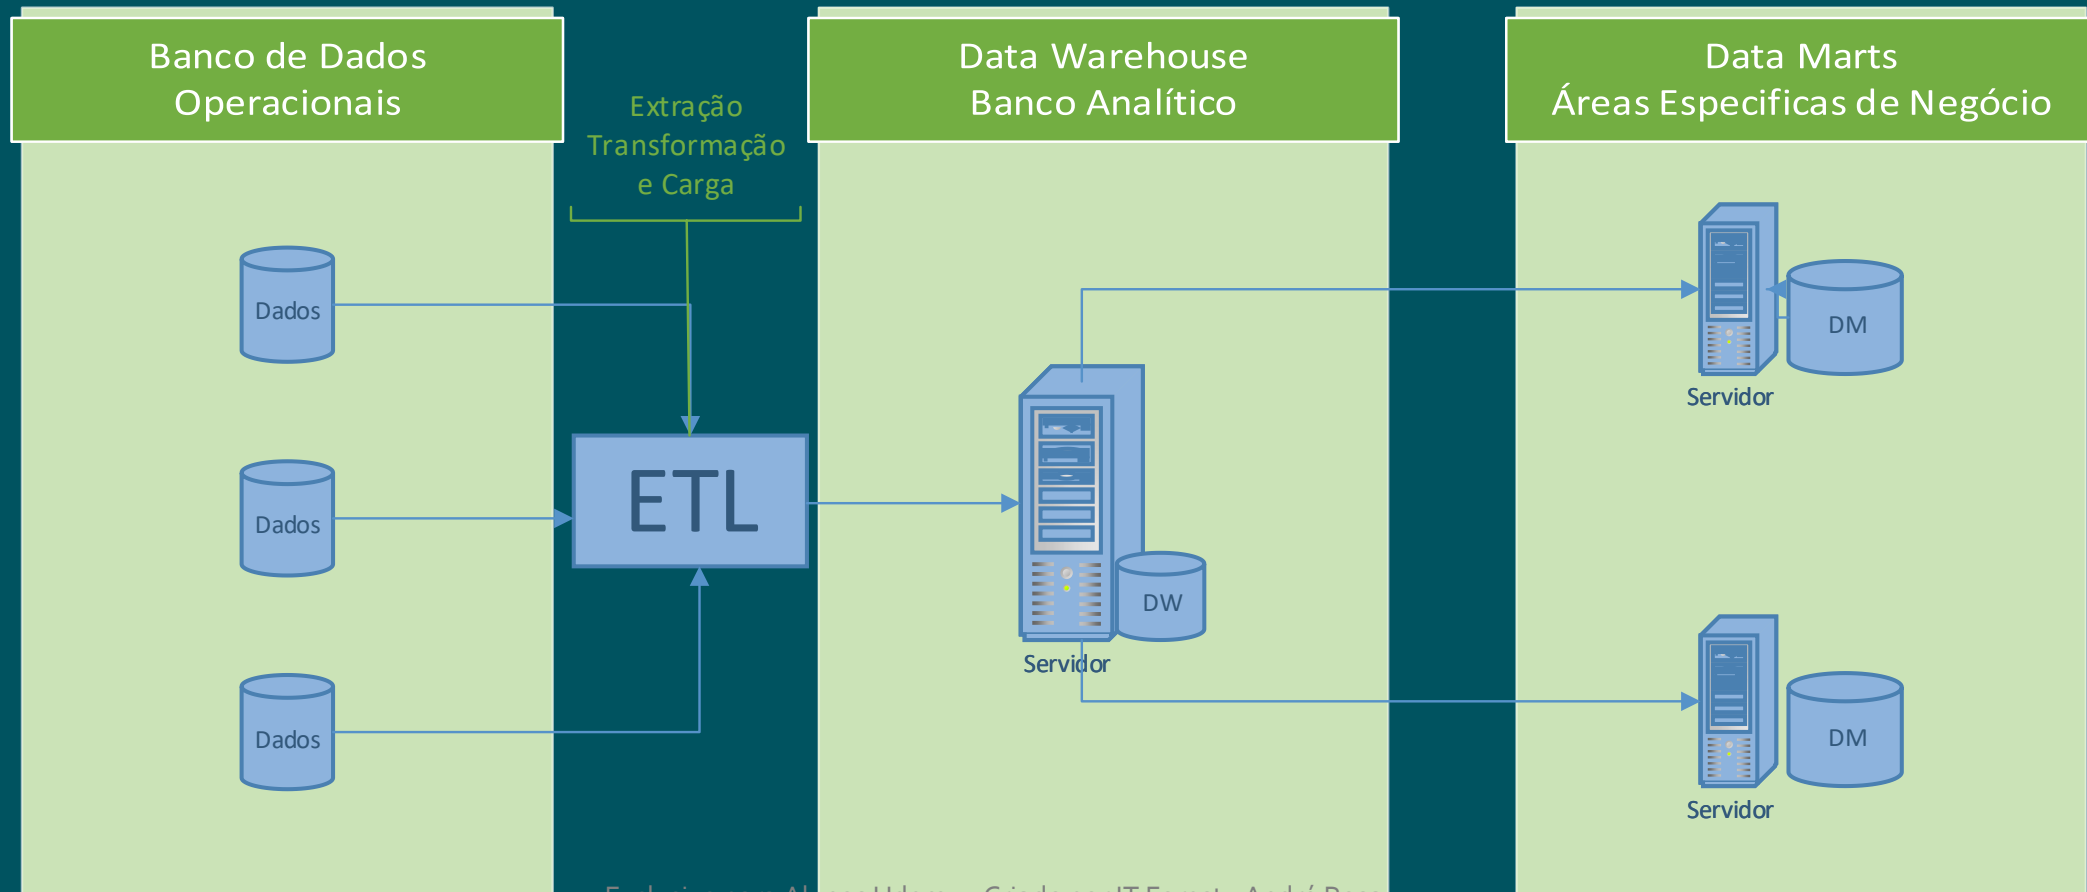 Banco de Dados
Operacionais
Extração
Transformação
e Carga
Data Warehouse
Banco Analítico
Data Marts
Áreas Especificas de Negócio
Dados
Dados
Dados
ETL
DW
Servidor
DM
Servidor
DM
Servidor